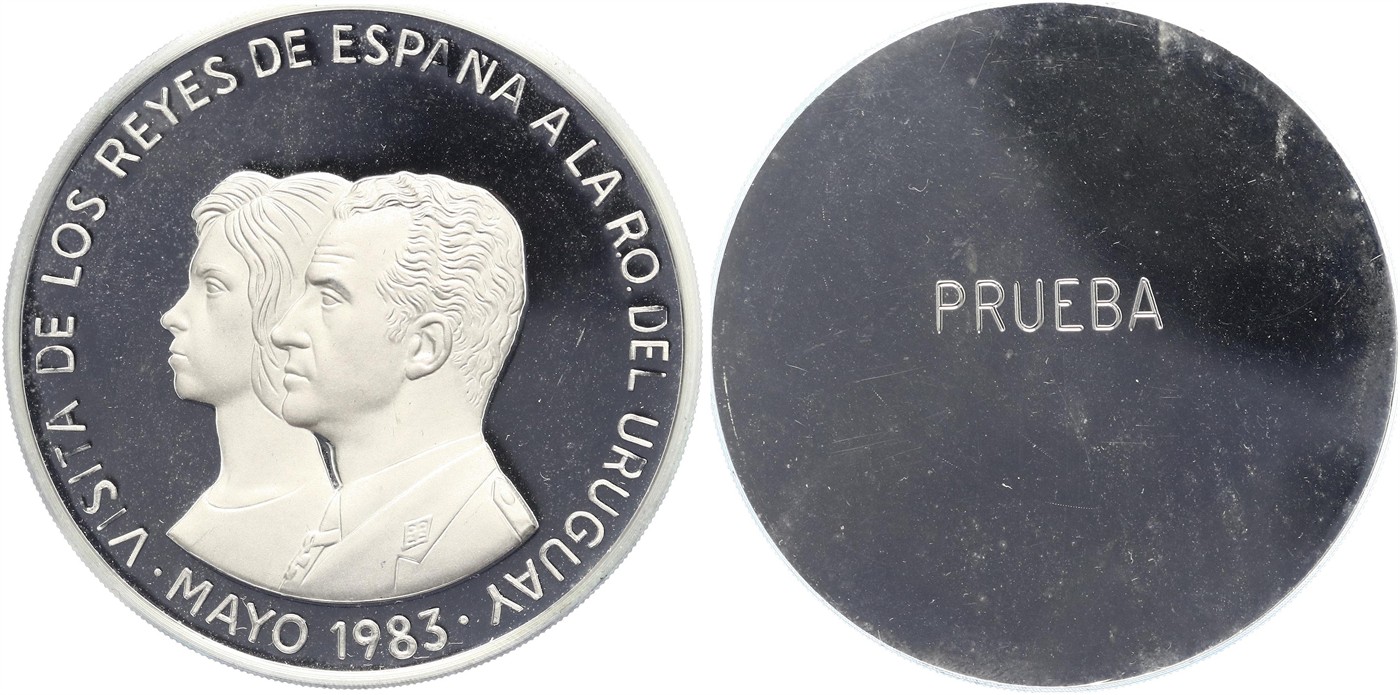 VISITA DE LOS REYES DE ESPAÑA A LA R.O. DEL URUGUAY
· MAYO 1983 ·
PRUEBA